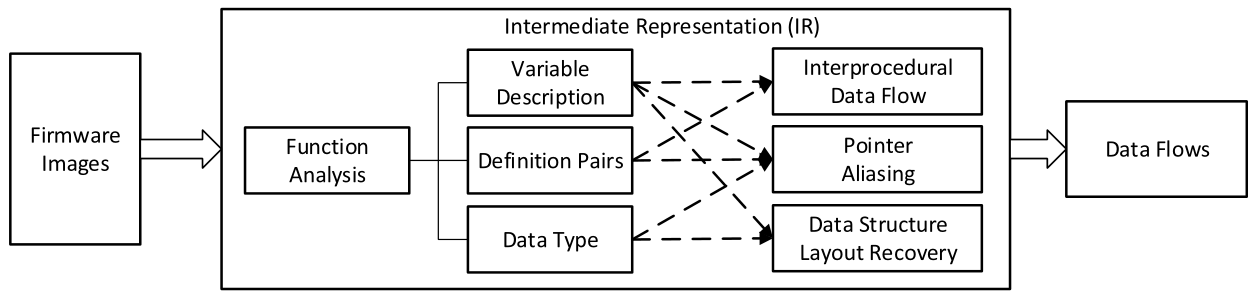 Intermediate Representation (IR)
Firmware
Images
Function
Analysis
Variable
Description
Definition Pairs
Data Type
Interprocedural
Data Flow
Pointer
Aliasing
Data Structure
Layout Recovery
Data Flows